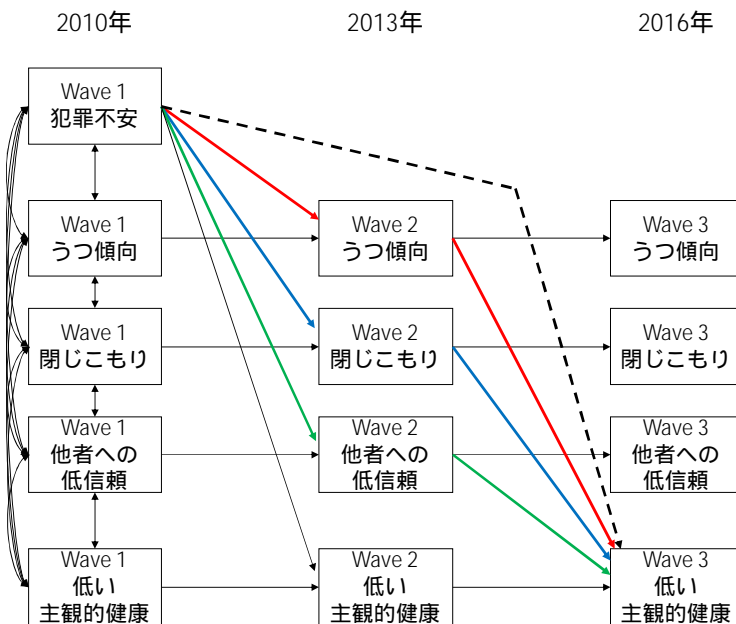 2010年
2013年
2016年
Wave 1
犯罪不安
Wave 1
うつ傾向
Wave 2
うつ傾向
Wave 3
うつ傾向
Wave 1
閉じこもり
Wave 2
閉じこもり
Wave 3
閉じこもり
Wave 1
他者への
低信頼
Wave 2
他者への
低信頼
Wave 3
他者への
低信頼
Wave 1
低い
主観的健康
Wave 2
低い
主観的健康
Wave 3
低い
主観的健康